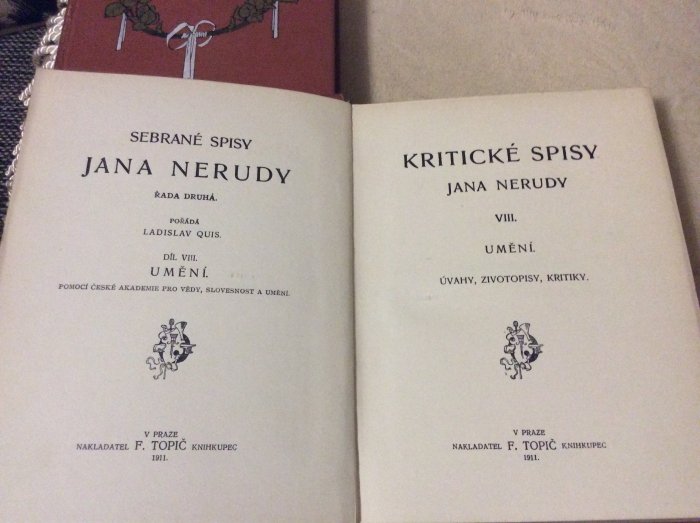 SEBRANÉ SPISY
JANA NERUDY
ŘADA DRUHÁ.
POŘÁDÁ
LADISLAV QUIS.
DÍL VIII.
UMĚNÍ.
POMOCÍ ČESKÉ AKADEMIE PRO VĚDY, SLOVESNOST A UMĚNÍ.
V PRAZE
NAKLADATEL F. TOPIČ KNIHKUPEC
1911.
KRITICKÉ SPISY
JANA NERUDY
VIII.
UMĚNÍ.
ÚVAHY, ZIVOTOPISY, KRITIKY.
V PRAZE
NAKLADATEL F. TOPIČ KNIHKUPEC
1911.